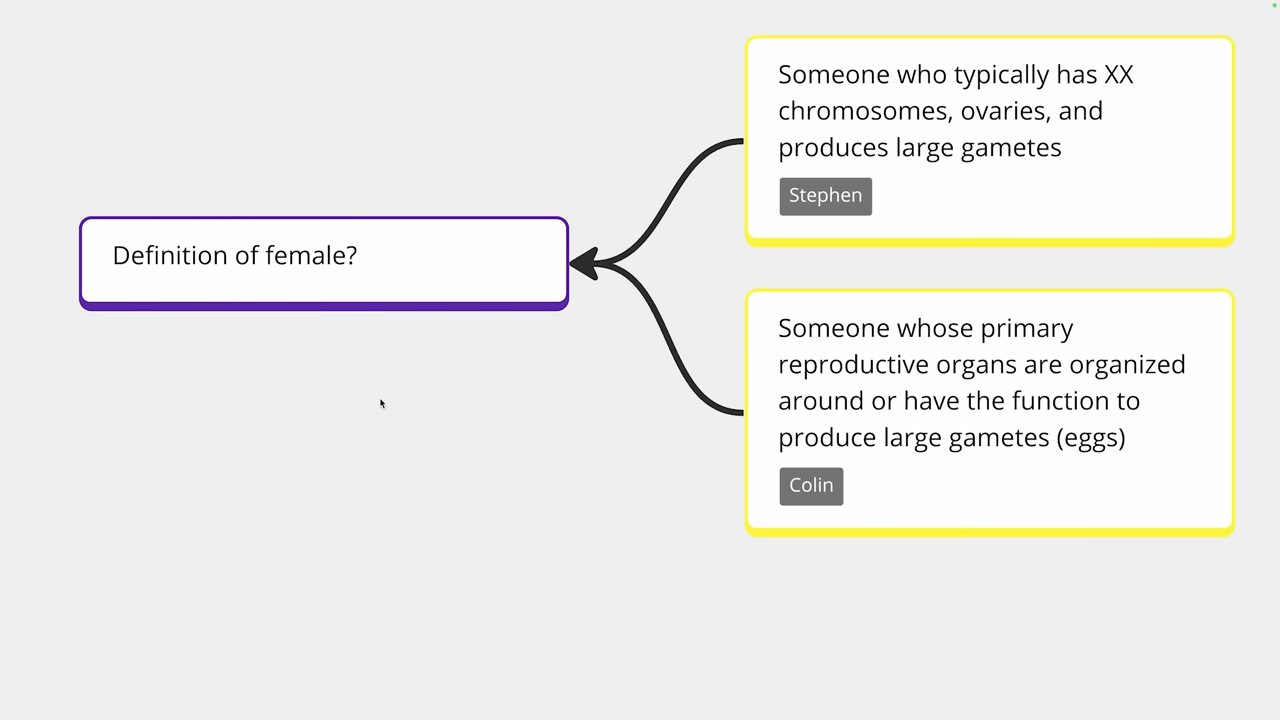 Definition of female?
Someone who typically has XX
chromosomes, ovaries, and
produces large gametes
Stephen
Someone whose primary
reproductive organs are organized
around or have the function to
produce large gametes (eggs)
Colin